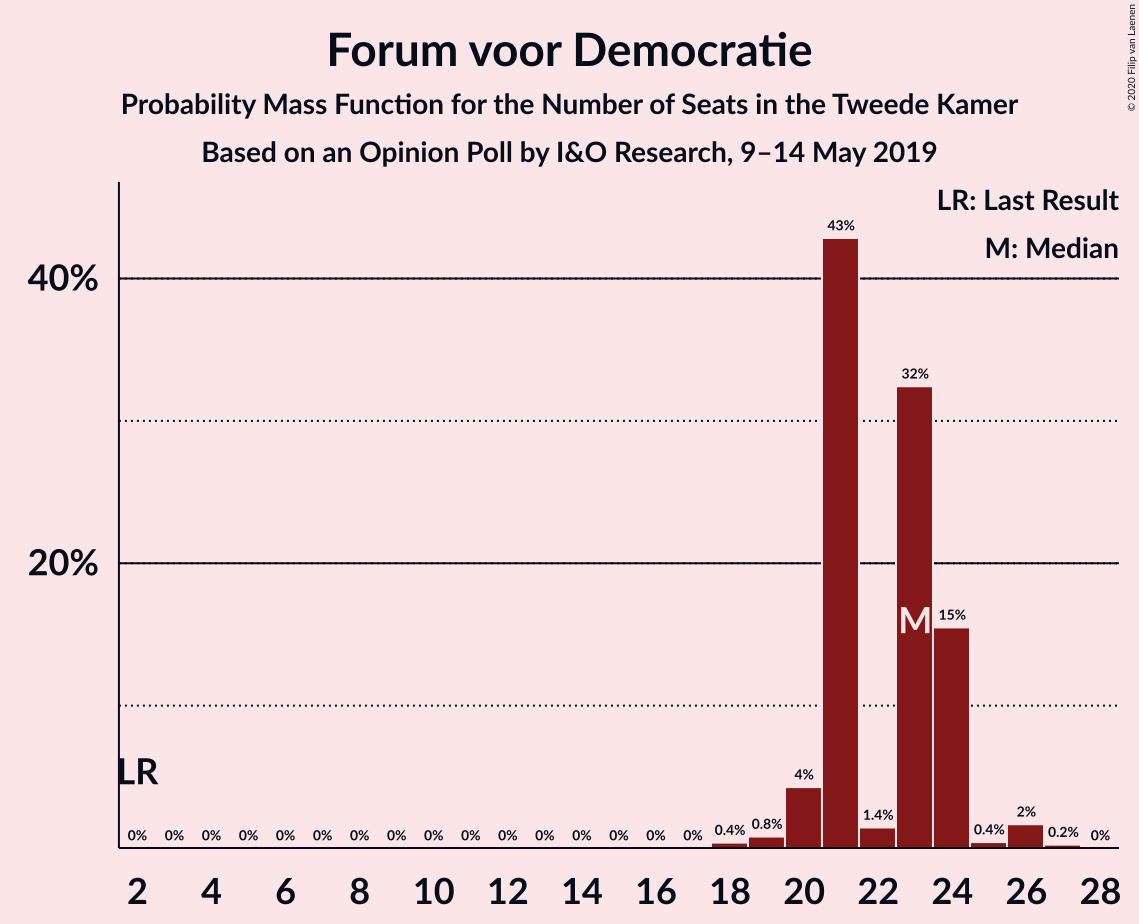 Forum voor Democratie
Probability Mass Function for the Number of Seats in the Tweede Kamer
Based on an Opinion Poll by I&O Research, 9–14 May 2019
© 2020 Filip van Laenen
LR: Last Result
M: Median
40%
20%
43%
32%
M
15%
LR
0% 0% 0% 0% 0% 0% 0% 0% 0% 0% 0% 0% 0% 0% 0% 0% 0.4% 0.8% 4% 1.4% 0.4% 2% 0.2% 0%
2 4 6 8 10 12 14 16 18 20 22 24 26 28